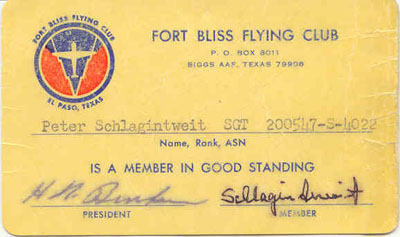 FORT BLISS FLYING CLUB
EL PASO, TEXAS
FORT BLISS FLYING CLUB
P. O. BOX 8011
BIGGS AAF, TEXAS 79908
Peter Schlagintweit SGT 200547-S-4022
Name, Rank, ASN
IS A MEMBER IN GOOD STANDING
PRESIDENT
MEMBER